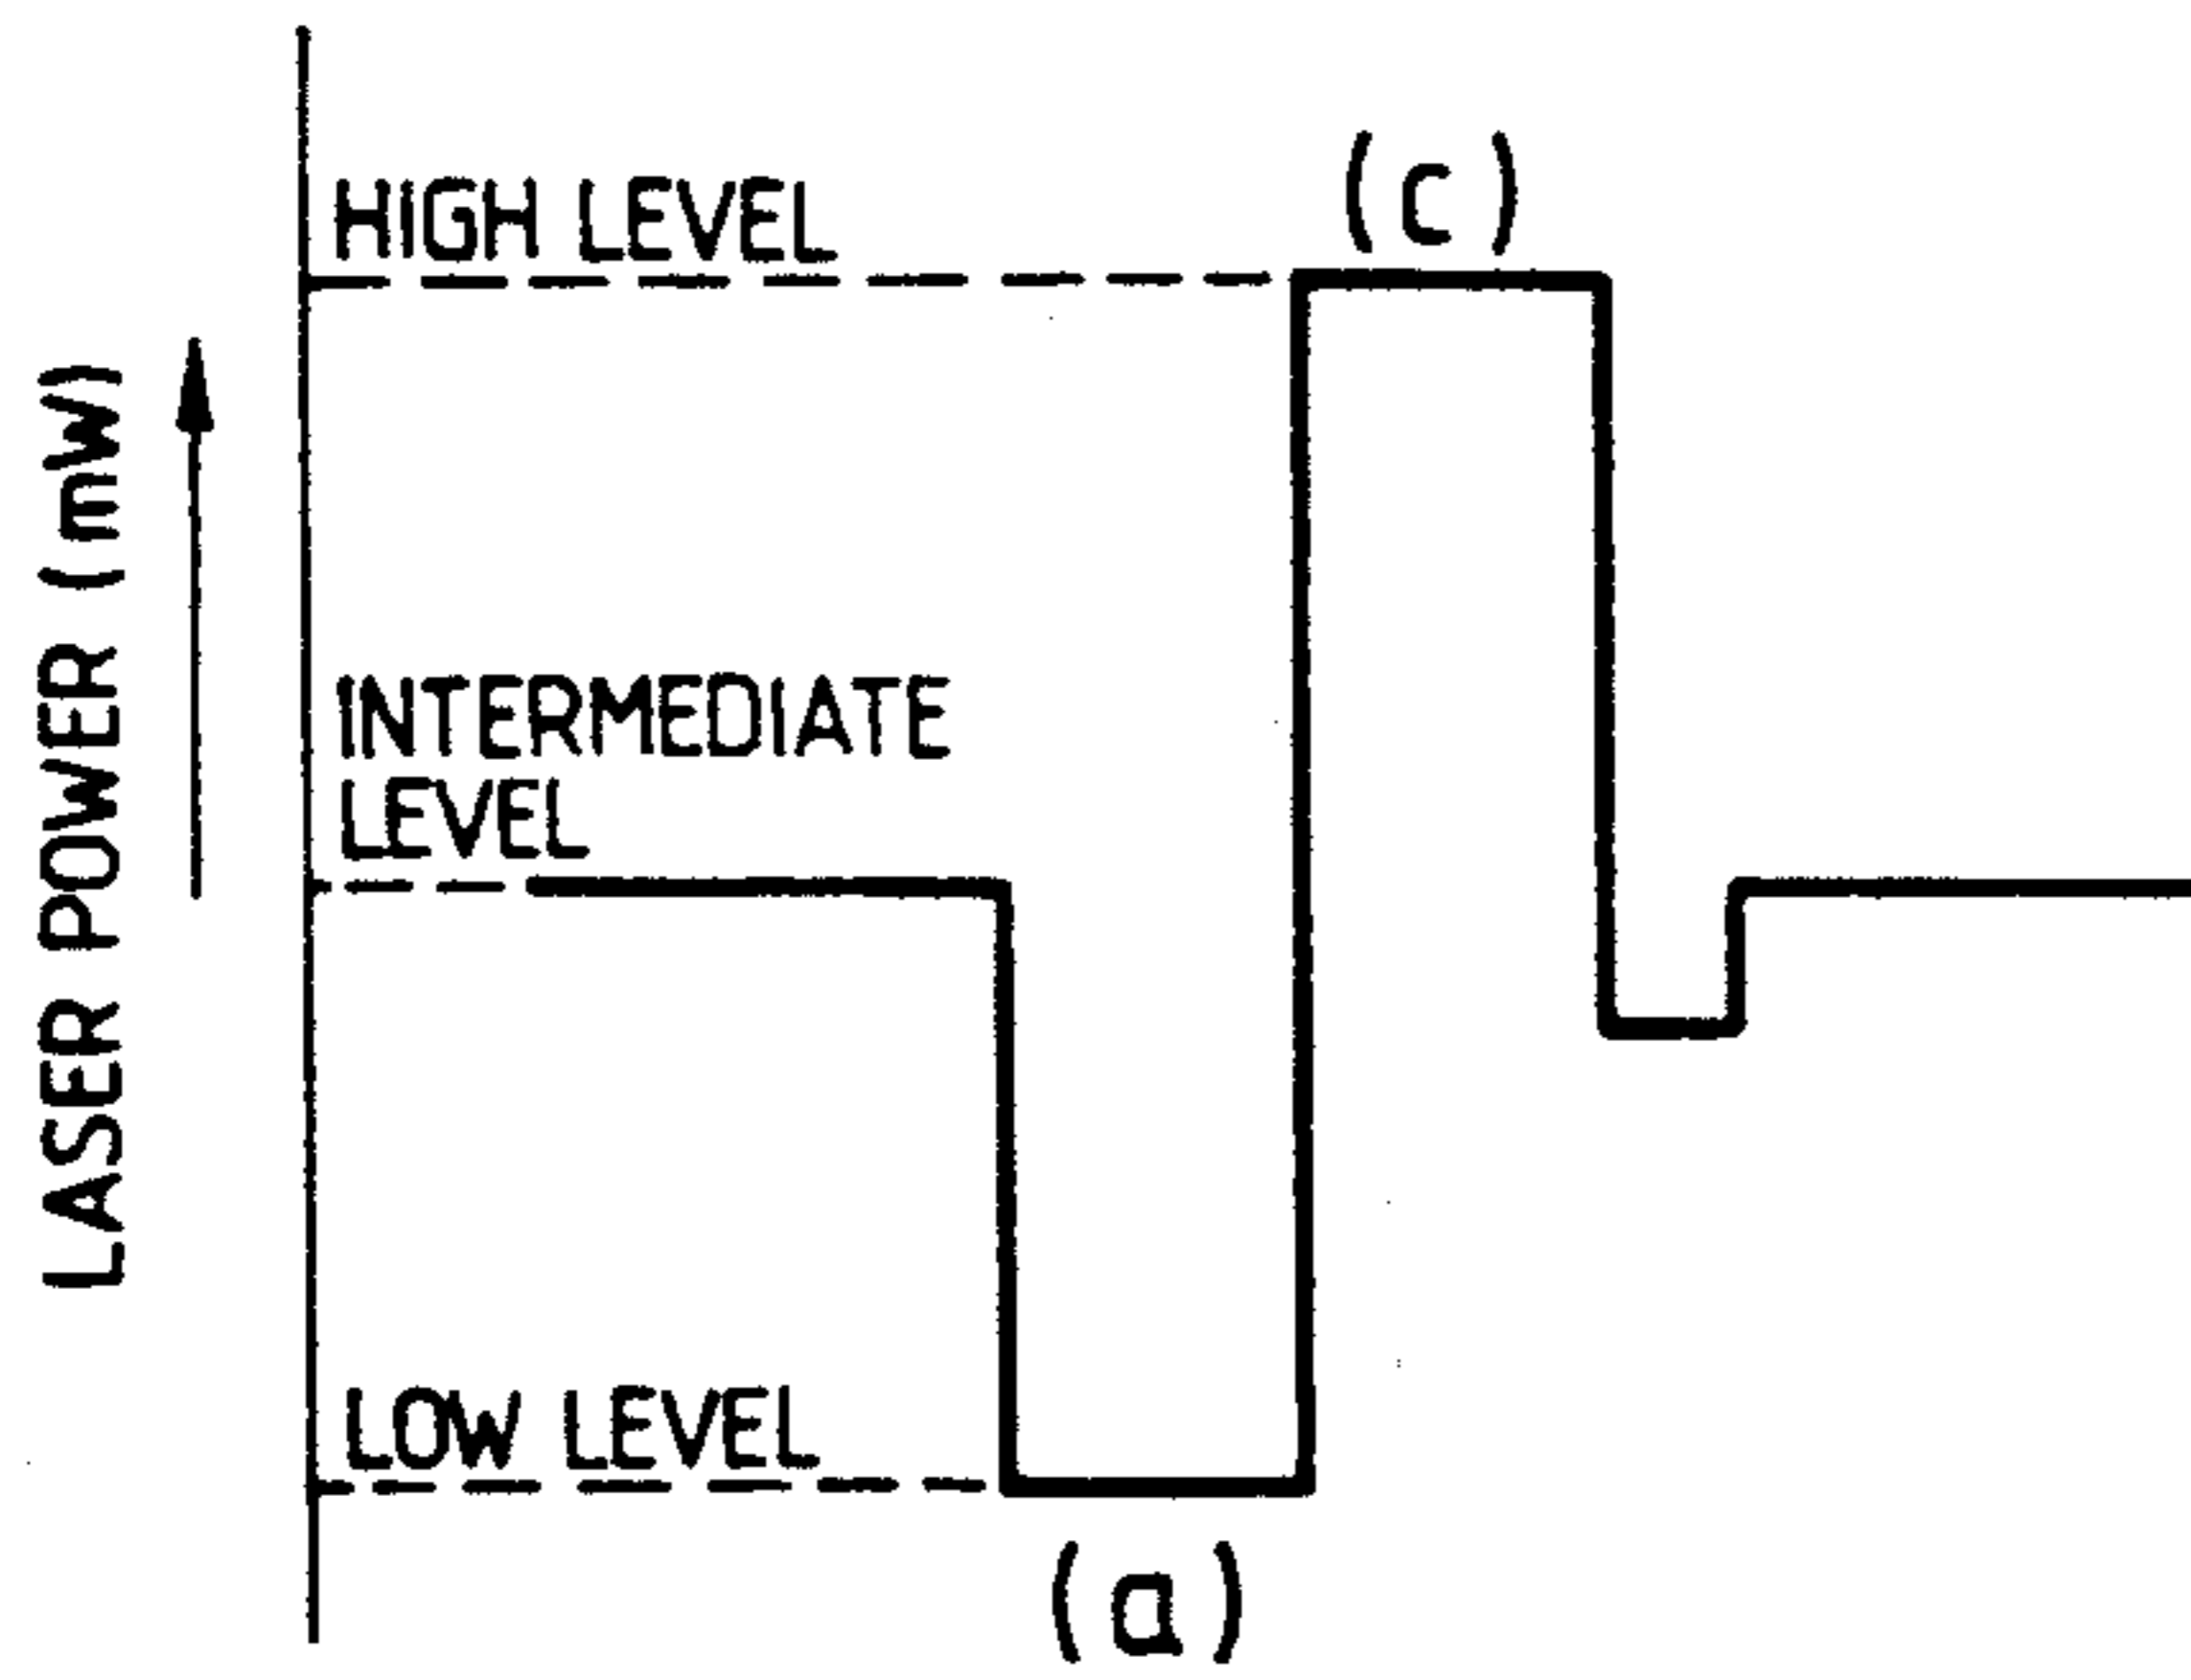 (c)
HIGH LEVEL
INTERMEDIATE
LEVEL
LOW LEVEL
(a)
LASER POWER (mW)